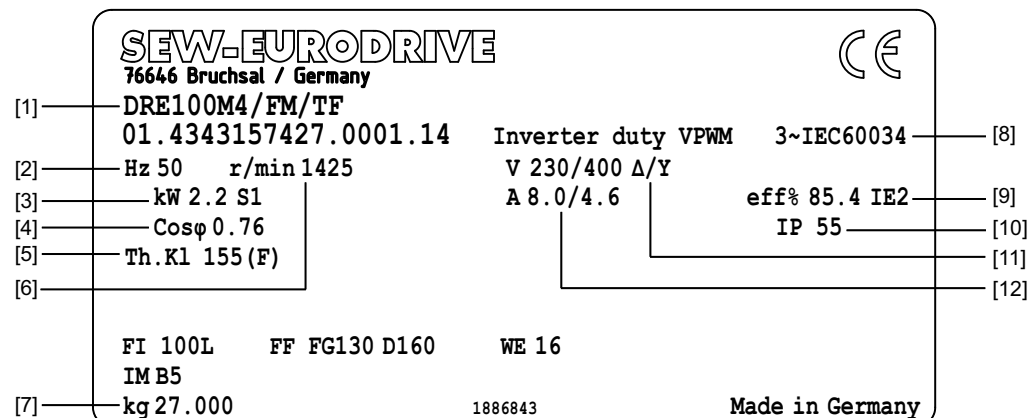 SEW-EURODRIVE
CE
76646 Bruchsal / Germany
[1] DRE100M4/FM/TF
01.4343157427.0001.14 Inverter duty VPWM 3~IEC60034 [8]
[2] Hz 50 r/min 1425 V 230/400 Δ/Y
[3] kW 2.2 S1 A 8.0/4.6 eff% 85.4 IE2 [9]
[4] Cosφ 0.76 IP 55 [10]
[5] Th.Kl 155(F) [11]
[6] [12]
FI 100L FF FG130 D160 WE 16
IM B5
[7] kg 27.000 1886843 Made in Germany